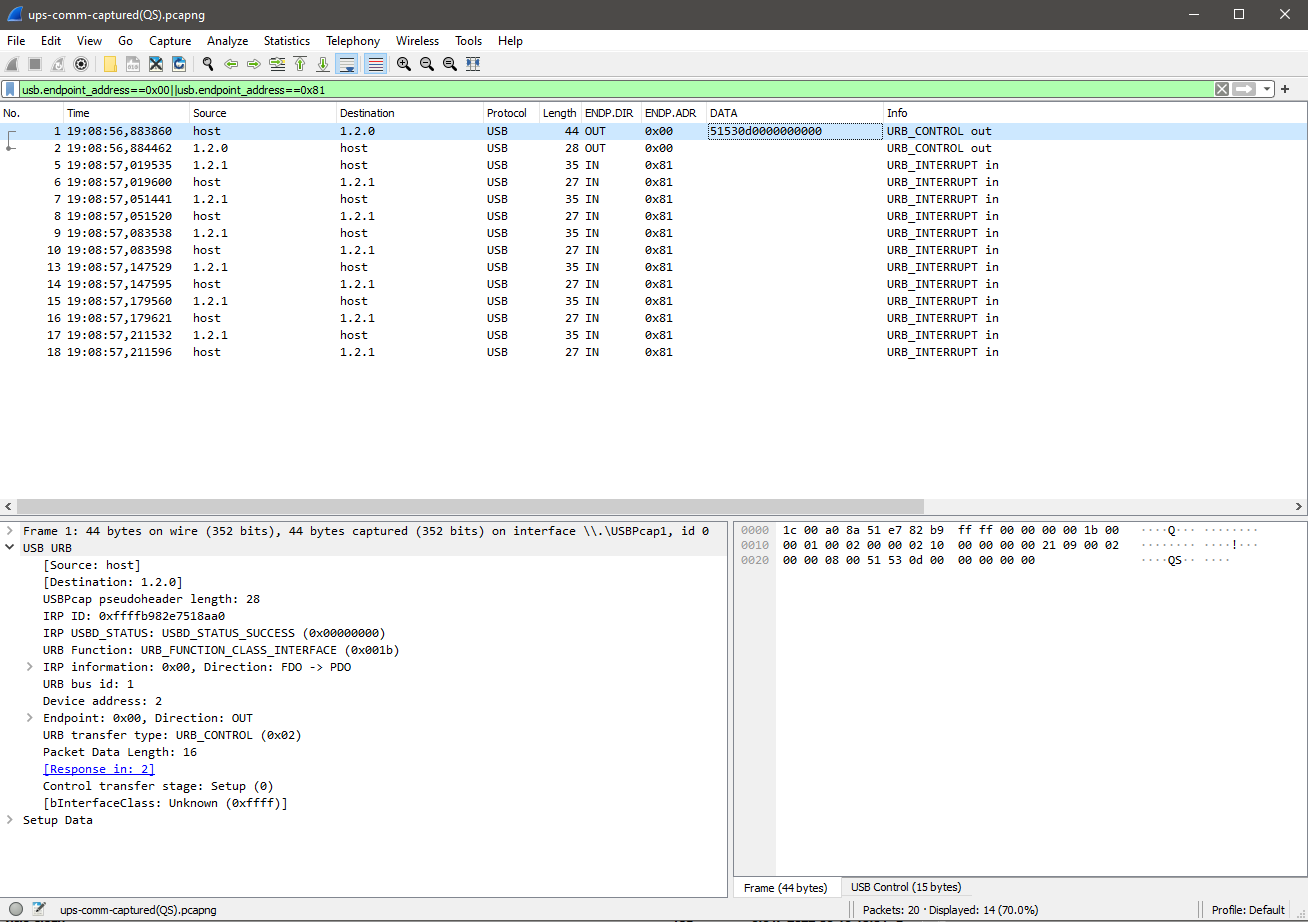 ups-comm-captured(QS).pcapng
File Edit View Go Capture Analyze Statistics Telephony Wireless Tools Help
usb.endpoint_address==0x00||usb.endpoint_address==0x81
No. Time Source Destination Protocol Length ENDP.DIR ENDP.ADR DATA Info
1 19:08:56,883860 host 1.2.0 USB 44 OUT 0x00 51530d0000000000 URB_CONTROL out
2 19:08:56,884462 1.2.0 host USB 28 OUT 0x00 URB_CONTROL out
5 19:08:57,019535 1.2.1 host USB 35 IN 0x81 URB_INTERRUPT in
6 19:08:57,019600 host 1.2.1 USB 27 IN 0x81 URB_INTERRUPT in
7 19:08:57,051441 1.2.1 host USB 35 IN 0x81 URB_INTERRUPT in
8 19:08:57,051520 host 1.2.1 USB 27 IN 0x81 URB_INTERRUPT in
9 19:08:57,083538 1.2.1 host USB 35 IN 0x81 URB_INTERRUPT in
10 19:08:57,083598 host 1.2.1 USB 27 IN 0x81 URB_INTERRUPT in
13 19:08:57,147529 1.2.1 host USB 35 IN 0x81 URB_INTERRUPT in
14 19:08:57,147595 host 1.2.1 USB 27 IN 0x81 URB_INTERRUPT in
15 19:08:57,179560 1.2.1 host USB 35 IN 0x81 URB_INTERRUPT in
16 19:08:57,179621 host 1.2.1 USB 27 IN 0x81 URB_INTERRUPT in
17 19:08:57,211532 1.2.1 host USB 35 IN 0x81 URB_INTERRUPT in
18 19:08:57,211596 host 1.2.1 USB 27 IN 0x81 URB_INTERRUPT in
Frame 1: 44 bytes on wire (352 bits), 44 bytes captured (352 bits) on interface \\.\USBPcap1, id 0
USB URB
[Source: host]
[Destination: 1.2.0]
USBPcap pseudoheader length: 28
IRP ID: 0xffffb982e7518aa0
IRP USBD_STATUS: USBD_STATUS_SUCCESS (0x00000000)
URB Function: URB_FUNCTION_CLASS_INTERFACE (0x001b)
IRP information: 0x00, Direction: FDO -> PDO
URB bus id: 1
Device address: 2
Endpoint: 0x00, Direction: OUT
URB transfer type: URB_CONTROL (0x02)
Packet Data Length: 16
[Response in: 2]
Control transfer stage: Setup (0)
[bInterfaceClass: Unknown (0xffff)]
Setup Data
0000 1c 00 a0 8a 51 e7 82 b9 ff ff 00 00 00 00 1b 00 ····Q··· ········
0010 00 01 00 02 00 00 02 10 00 00 00 00 21 09 00 02 ········ ····!···
0020 00 00 08 00 51 53 0d 00 00 00 00 00 ····QS·· ····
Frame (44 bytes) USB Control (15 bytes)
ups-comm-captured(QS).pcapng
Packets: 20 · Displayed: 14 (70.0%)
Profile: Default